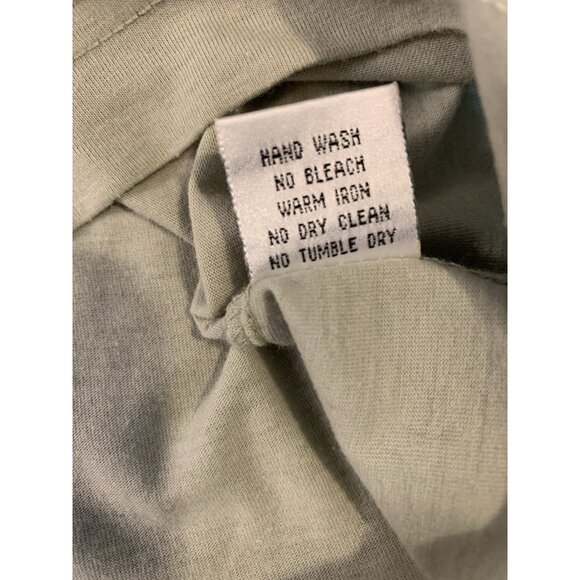 HAND WASH
NO BLEACH
WARM IRON
NO DRY CLEAN
NO TUMBLE DRY